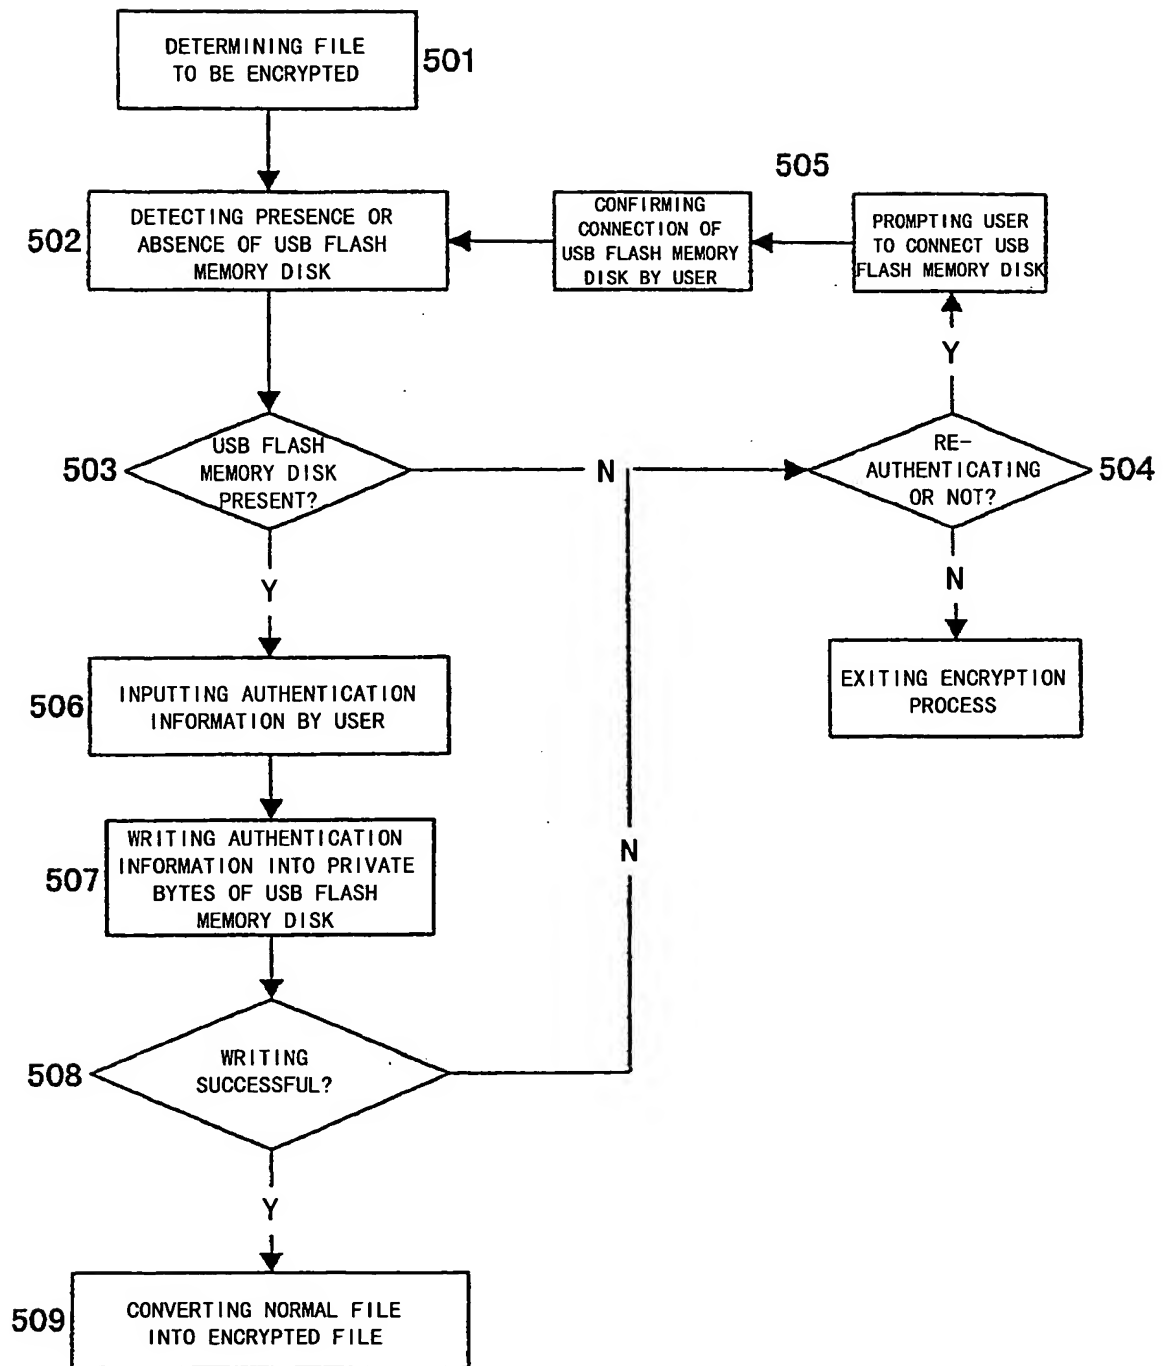 DETERMINING FILE
TO BE ENCRYPTED
501
505
502
DETECTING PRESENCE OR
ABSENCE OF USB FLASH
MEMORY DISK
CONFIRMING
CONNECTION OF
USB FLASH MEMORY
DISK BY USER
PROMPTING USER
TO CONNECT USB
FLASH MEMORY DISK
Y
503
USB FLASH
MEMORY DISK
PRESENT?
N
RE-
AUTHENTICATING
OR NOT?
504
Y
N
506
INPUTTING AUTHENTICATION
INFORMATION BY USER
EXITING ENCRYPTION
PROCESS
507
WRITING AUTHENTICATION
INFORMATION INTO PRIVATE
BYTES OF USB FLASH
MEMORY DISK
N
508
WRITING
SUCCESSFUL?
Y
509
CONVERTING NORMAL FILE
INTO ENCRYPTED FILE